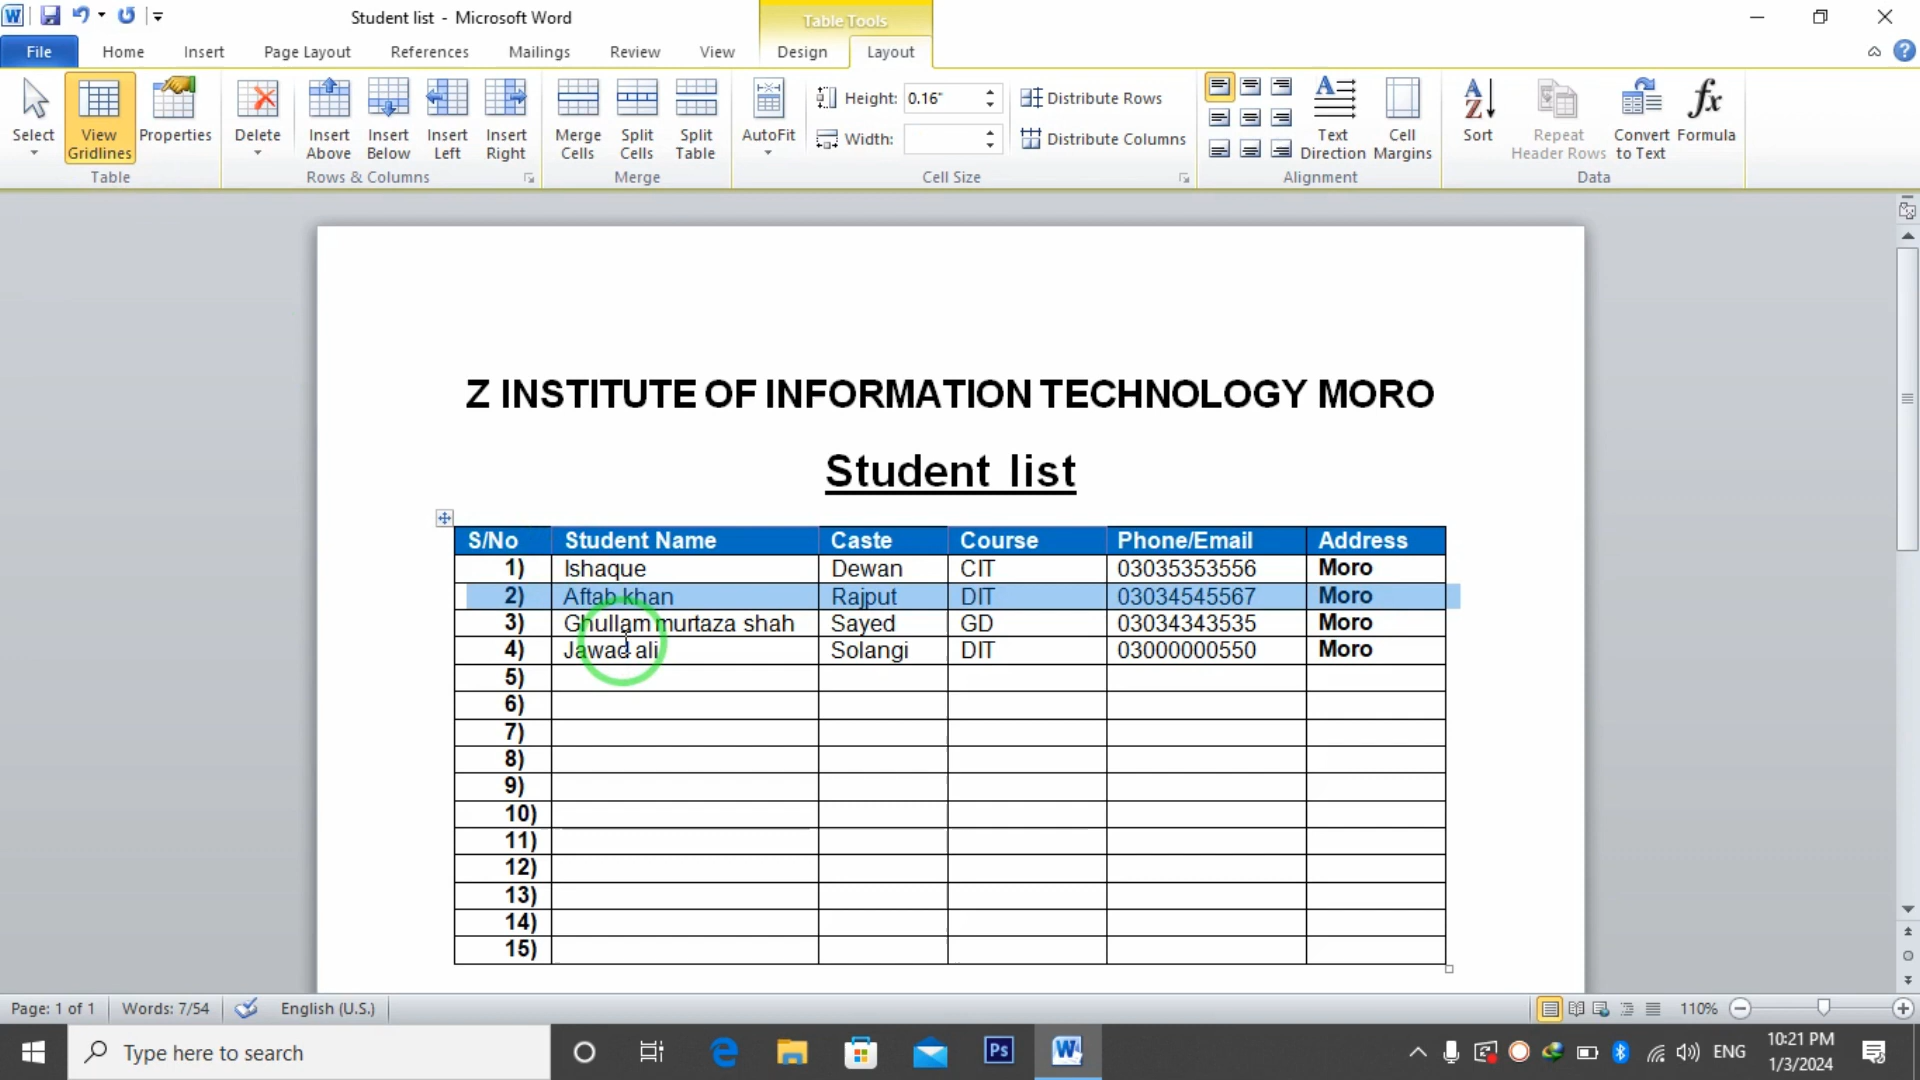 Student list - Microsoft Word
Table Tools
File Home Insert Page Layout References Mailings Review View Design Layout
Select
View Gridlines
Properties
Table
Delete
Insert Above
Insert Below
Insert Left
Insert Right
Rows & Columns
Merge Cells
Split Cells
Split Table
Merge
AutoFit
Height: 0.16"
Width:
Distribute Rows
Distribute Columns
Cell Size
Text Direction
Cell Margins
Alignment
Sort
Repeat Header Rows
Convert to Text
Formula
Data
Z INSTITUTE OF INFORMATION TECHNOLOGY MORO
Student list
S/No Student Name Caste Course Phone/Email Address
1) Ishaque Dewan CIT 03035353556 Moro
2) Aftab khan Rajput DIT 03034545567 Moro
3) Ghullam murtaza shah Sayed GD 03034343535 Moro
4) Jawad ali Solangi DIT 03000000550 Moro
5)
6)
7)
8)
9)
10)
11)
12)
13)
14)
15)
Page: 1 of 1 Words: 7/54 English (U.S.) 110%
Type here to search
Ps
ENG
10:21 PM
1/3/2024